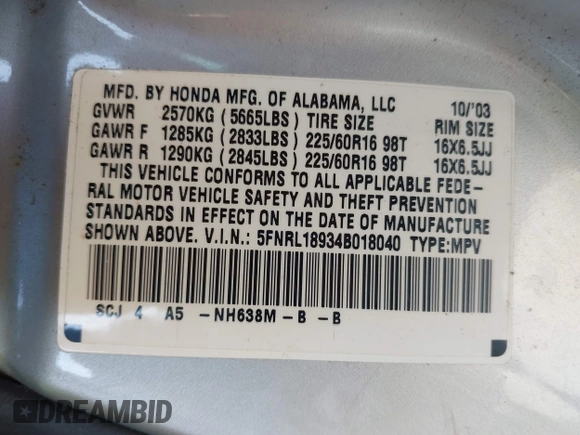 MFD. BY HONDA MFG. OF ALABAMA, LLC 10/'03
GVWR 2570KG (5665LBS) TIRE SIZE RIM SIZE
GAWR F 1285KG (2833LBS) 225/60R16 98T 16X6.5JJ
GAWR R 1290KG (2845LBS) 225/60R16 98T 16X6.5JJ
THIS VEHICLE CONFORMS TO ALL APPLICABLE FEDE-
RAL MOTOR VEHICLE SAFETY AND THEFT PREVENTION
STANDARDS IN EFFECT ON THE DATE OF MANUFACTURE
SHOWN ABOVE. V.I.N.: 5FNRL18934B018040 TYPE:MPV
SCJ 4 A5 -NH638M-B -B
DREAMBID